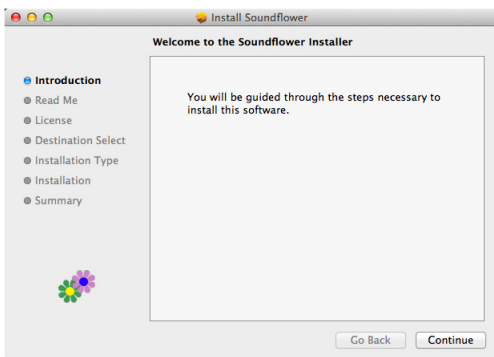 Install Soundflower
Welcome to the Soundflower Installer
Introduction
Read Me
License
Destination Select
Installation Type
Installation
Summary
You will be guided through the steps necessary to
install this software.
Go Back
Continue